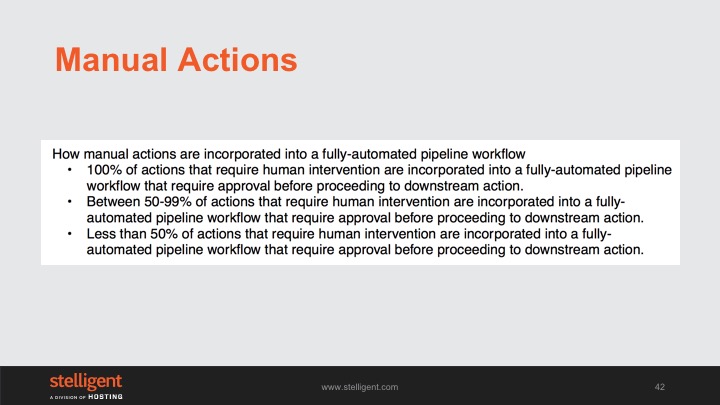 Manual Actions
How manual actions are incorporated into a fully-automated pipeline workflow
• 100% of actions that require human intervention are incorporated into a fully-automated pipeline
workflow that require approval before proceeding to downstream action.
• Between 50-99% of actions that require human intervention are incorporated into a fully-
automated pipeline workflow that require approval before proceeding to downstream action.
• Less than 50% of actions that require human intervention are incorporated into a fully-
automated pipeline workflow that require approval before proceeding to downstream action.
stelligent
A DIVISION OF HOSTING
www.stelligent.com
42